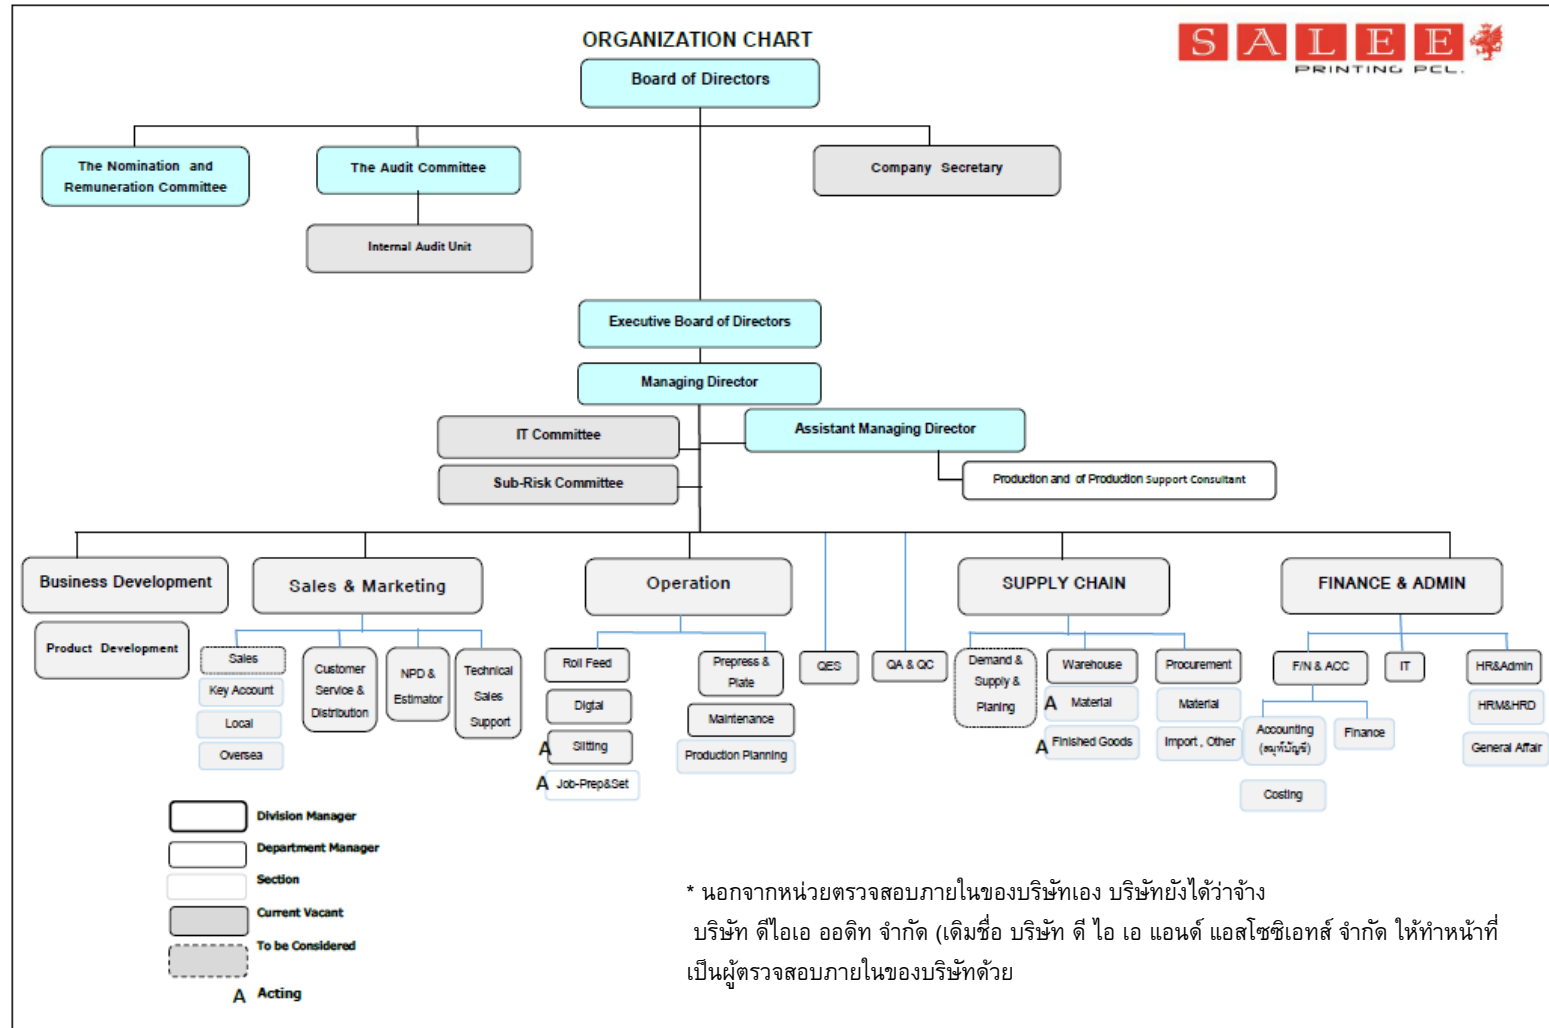 ORGANIZATION CHART
SALEE
PRINTING PCL.
Board of Directors
The Nomination and
Remuneration Committee
The Audit Committee
Company Secretary
Internal Audit Unit
Executive Board of Directors
Managing Director
IT Committee
Assistant Managing Director
Sub-Risk Committee
Production and of Production Support Consultant
Business Development
Sales & Marketing
Operation
SUPPLY CHAIN
FINANCE & ADMIN
Product Development
Sales
Key Account
Local
Oversea
Customer
Service &
Distribution
NPD &
Estimator
Technical
Sales
Support
Roll Feed
Digtal
A Slitting
A Job-Prep&Set
Prepress &
Plate
Maintenance
Production Planning
QES
QA & QC
Demand &
Supply &
Planing
Warehouse
A Material
A Finished Goods
Procurement
Material
Import , Other
F/N & ACC
Accounting
(สมุห์บัญชี)
Costing
Finance
IT
HR&Admin
HRM&HRD
General Affair
Division Manager
Department Manager
Section
Current Vacant
To be Considered
A Acting
* นอกจากหน่วยตรวจสอบภายในของบริษัทเอง บริษัทยังได้ว่าจ้าง
บริษัท ดีไอเอ ออดิท จำกัด (เดิมชื่อ บริษัท ดี ไอ เอ แอนด์ แอสโซซิเอทส์ จำกัด ให้ทำหน้าที่
เป็นผู้ตรวจสอบภายในของบริษัทด้วย